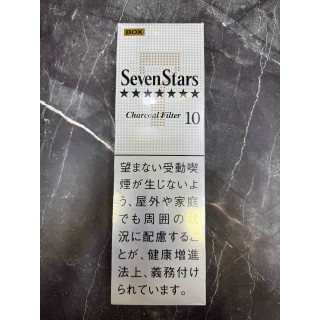 BOX
SevenStars
★★★★★★★
Charcoal Filter 10
望まない受動喫
煙が生じないよ
う、屋外や家庭
でも周囲の状
況に配慮するこ
とが、健康増進
法上、義務付け
られています。